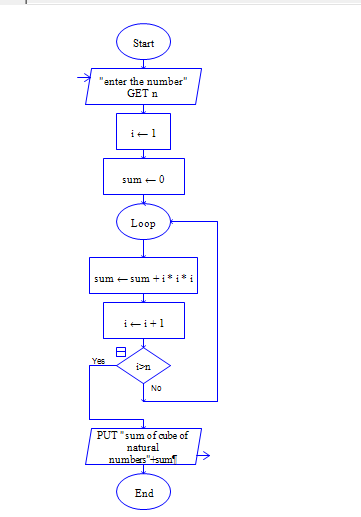 Start
"enter the number"
GET n
i ← 1
sum ← 0
Loop
sum ← sum + i * i * i
i ← i + 1
i>n
Yes
No
PUT "sum of cube of
natural
numbers"+sum¶
End